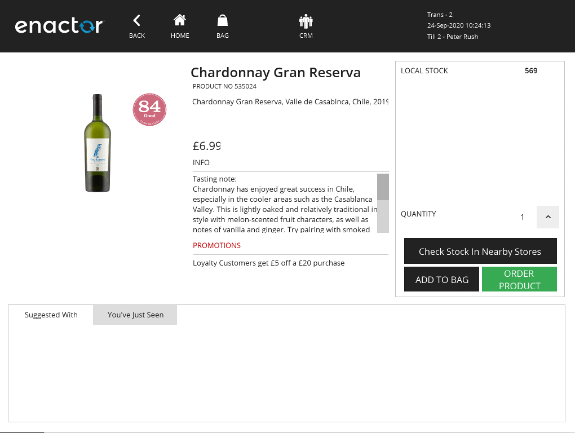 enactor
BACK
HOME
BAG
CRM
Trans - 2
24-Sep-2020 10:24:13
Till 2 - Peter Rush
84
Good
Chardonnay Gran Reserva
PRODUCT NO 535024
Chardonnay Gran Reserva, Valle de Casabinca, Chile, 2019
£6.99
INFO
Tasting note:
Chardonnay has enjoyed great success in Chile,
especially in the cooler areas such as the Casablanca
Valley. This is lightly oaked and relatively traditional in
style with melon-scented fruit characters, as well as
notes of vanilla and ginger. Try pairing with smoked
PROMOTIONS
Loyalty Customers get £5 off a £20 purchase
LOCAL STOCK 569
QUANTITY 1
Check Stock In Nearby Stores
ADD TO BAG
ORDER
PRODUCT
Suggested With
You've Just Seen